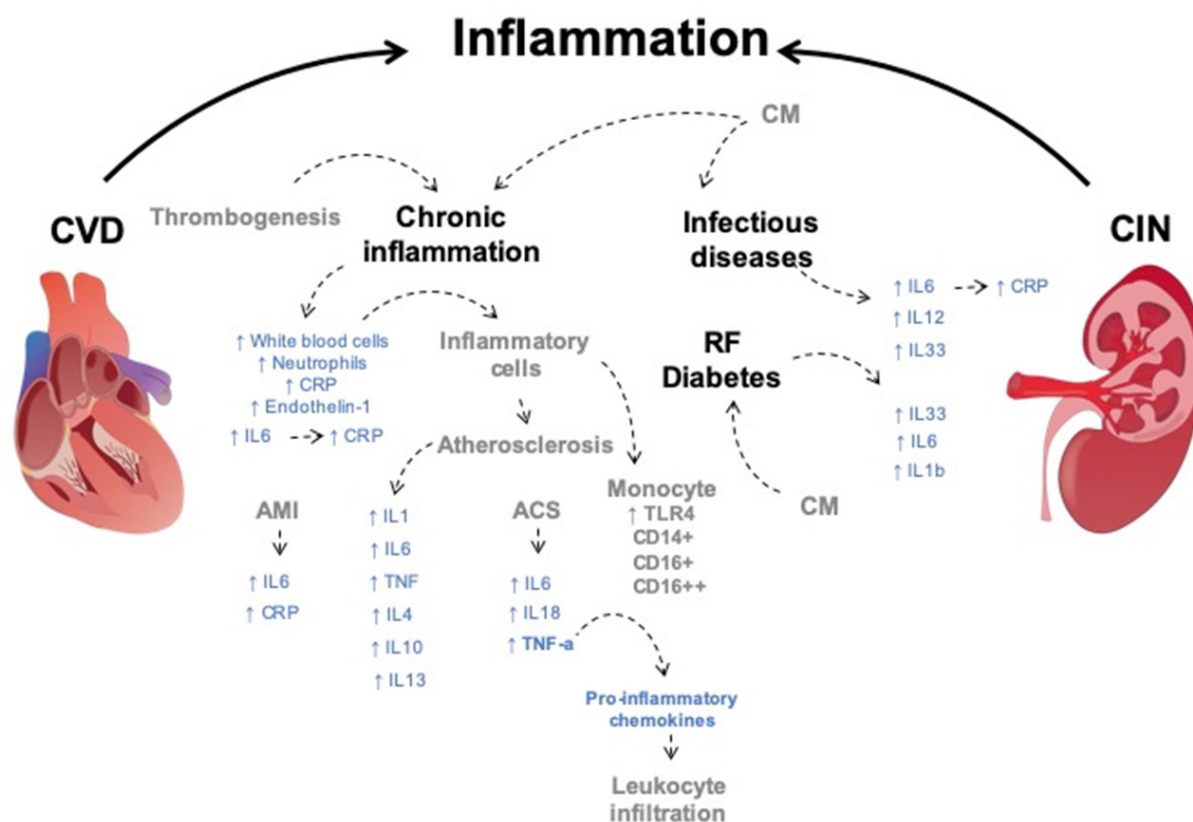 Inflammation
CM
CVD
Thrombogenesis
Chronic
inflammation
Infectious
diseases
CIN
↑ IL6
↑ CRP
↑ IL12
↑ IL33
↑ White blood cells
↑ Neutrophils
↑ CRP
↑ Endothelin-1
↑ IL6
↑ CRP
Inflammatory
cells
RF
Diabetes
↑ IL33
↑ IL6
↑ IL1b
Atherosclerosis
AMI
↑ IL6
↑ CRP
↑ IL1
↑ IL6
↑ TNF
↑ IL4
↑ IL10
↑ IL13
ACS
↑ IL6
↑ IL18
↑ TNF-a
Monocyte
↑ TLR4
CD14+
CD16+
CD16++
CM
Pro-inflammatory
chemokines
Leukocyte
infiltration